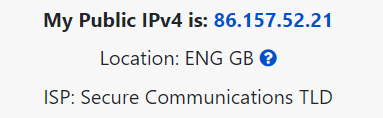 My Public IPv4 is: 86.157.52.21
Location: ENG GB ?
ISP: Secure Communications TLD